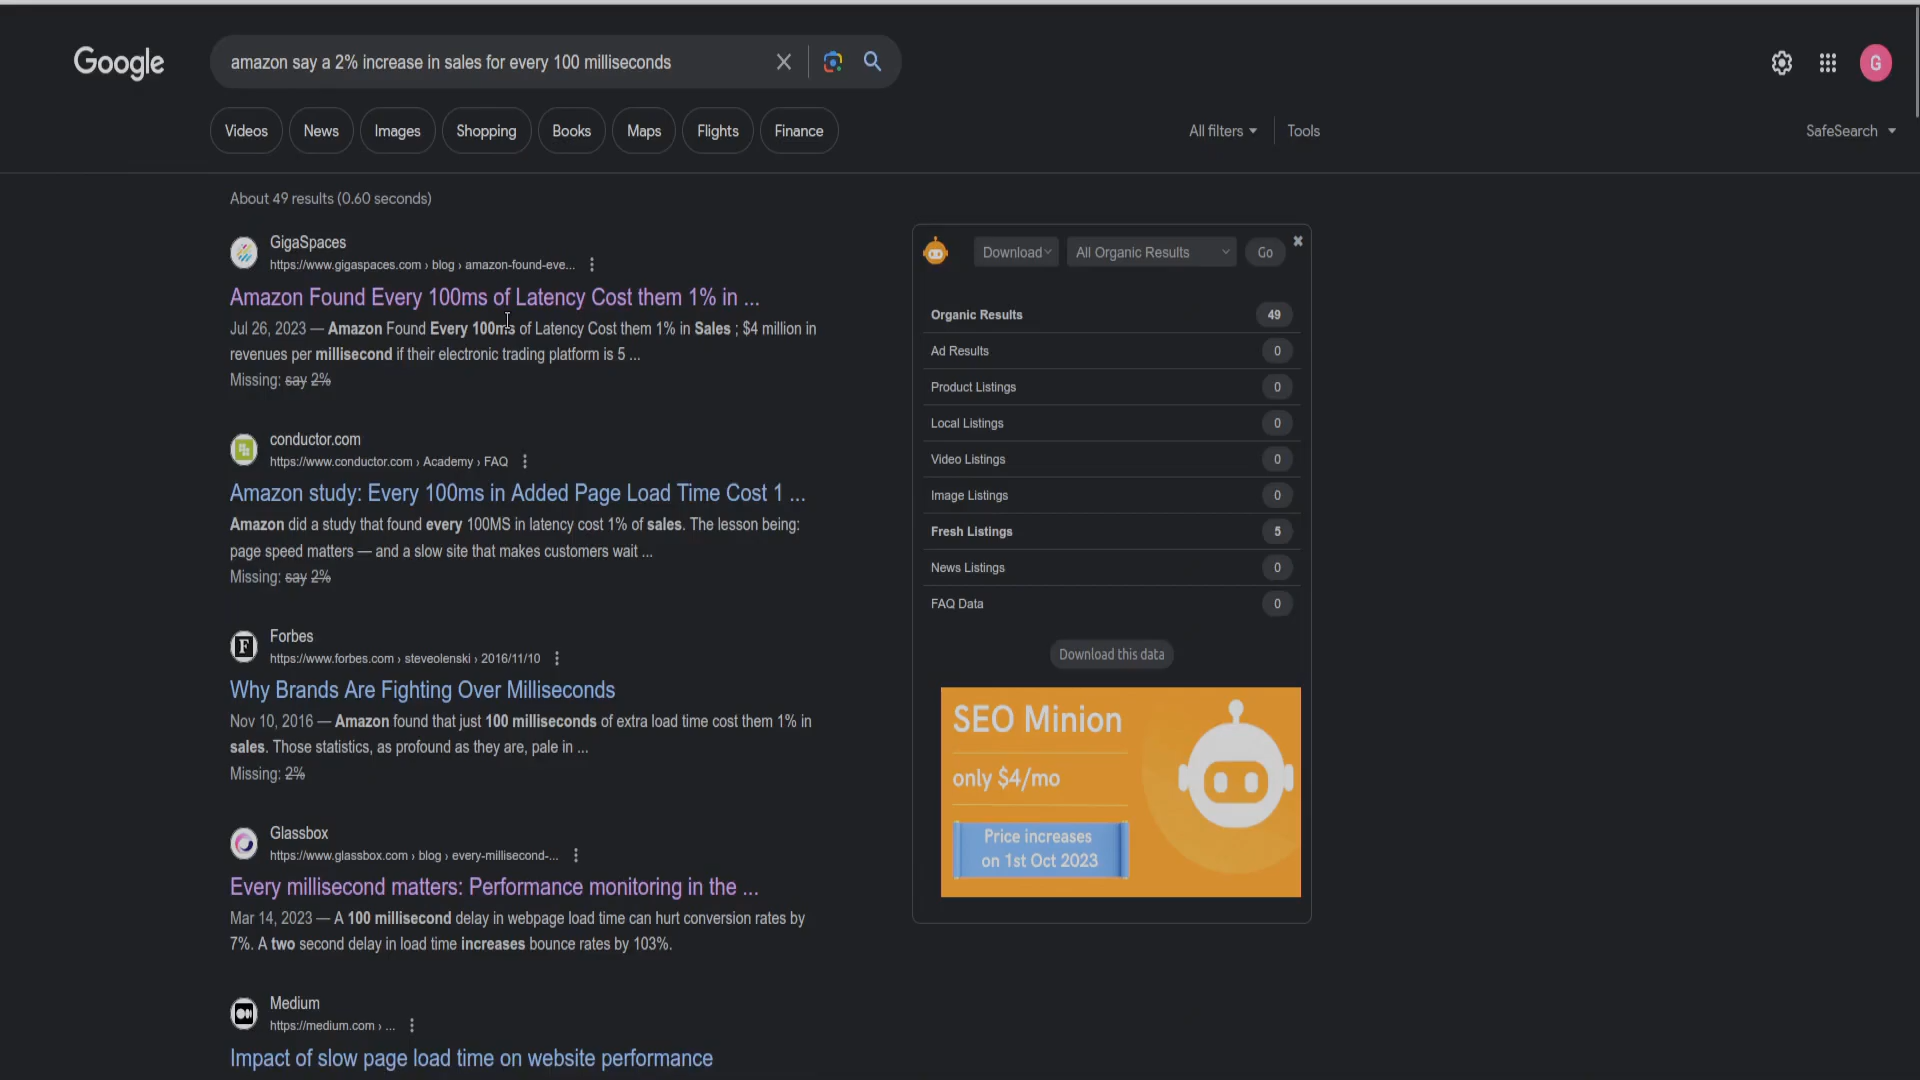 Google
amazon say a 2% increase in sales for every 100 milliseconds
G
Videos
News
Images
Shopping
Books
Maps
Flights
Finance
All filters
Tools
SafeSearch
About 49 results (0.60 seconds)
GigaSpaces
https://www.gigaspaces.com › blog › amazon-found-eve...
Amazon Found Every 100ms of Latency Cost them 1% in ...
Jul 26, 2023 — Amazon Found Every 100ms of Latency Cost them 1% in Sales ; $4 million in
revenues per millisecond if their electronic trading platform is 5 ...
Missing: say 2%
conductor.com
https://www.conductor.com › Academy › FAQ
Amazon study: Every 100ms in Added Page Load Time Cost 1 ...
Amazon did a study that found every 100MS in latency cost 1% of sales. The lesson being:
page speed matters — and a slow site that makes customers wait ...
Missing: say 2%
Forbes
https://www.forbes.com › steveolenski › 2016/11/10
F
Why Brands Are Fighting Over Milliseconds
Nov 10, 2016 — Amazon found that just 100 milliseconds of extra load time cost them 1% in
sales. Those statistics, as profound as they are, pale in ...
Missing: 2%
Glassbox
https://www.glassbox.com › blog › every-millisecond-...
Every millisecond matters: Performance monitoring in the ...
Mar 14, 2023 — A 100 millisecond delay in webpage load time can hurt conversion rates by
7%. A two second delay in load time increases bounce rates by 103%.
Medium
https://medium.com › ...
Impact of slow page load time on website performance
Download
All Organic Results
Go
Organic Results 49
Ad Results 0
Product Listings 0
Local Listings 0
Video Listings 0
Image Listings 0
Fresh Listings 5
News Listings 0
FAQ Data 0
Download this data
SEO Minion
only $4/mo
Price increases
on 1st Oct 2023